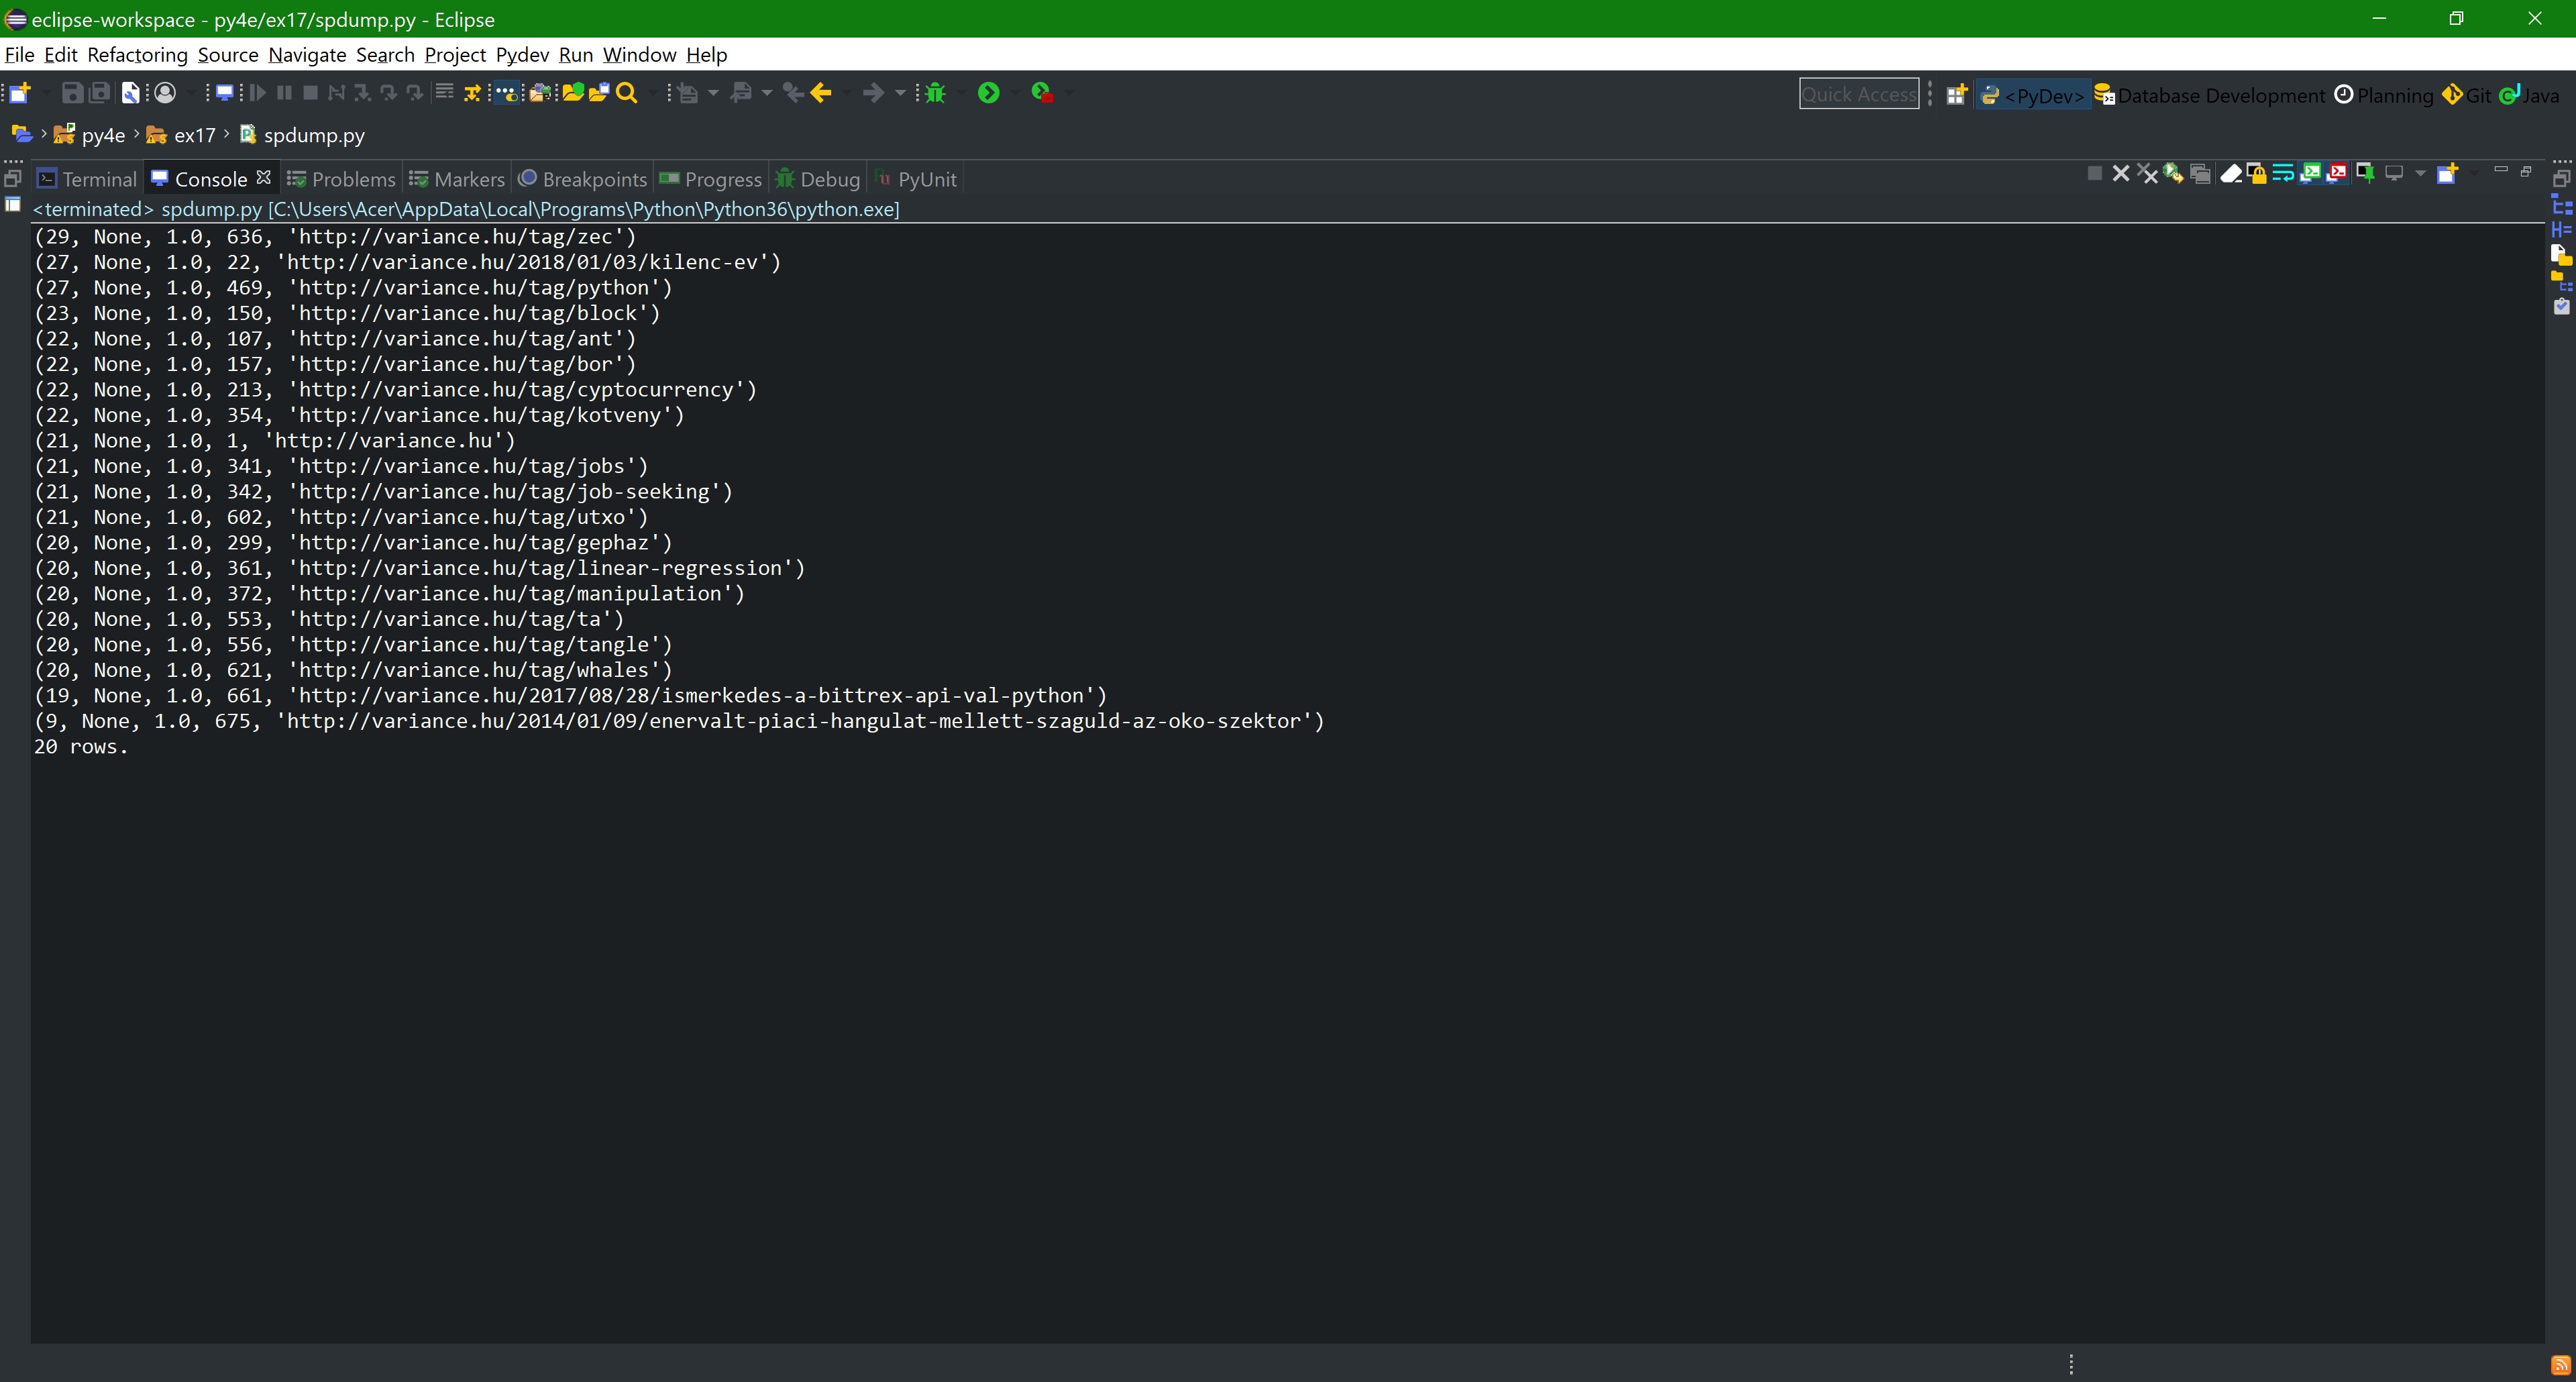 eclipse-workspace - py4e/ex17/spdump.py - Eclipse
File Edit Refactoring Source Navigate Search Project Pydev Run Window Help
Quick Access <PyDev> Database Development Planning Git Java
py4e ex17 spdump.py
Terminal Console Problems Markers Breakpoints Progress Debug PyUnit
<terminated> spdump.py [C:\Users\Acer\AppData\Local\Programs\Python\Python36\python.exe]
(29, None, 1.0, 636, 'http://variance.hu/tag/zec')
(27, None, 1.0, 22, 'http://variance.hu/2018/01/03/kilenc-ev')
(27, None, 1.0, 469, 'http://variance.hu/tag/python')
(23, None, 1.0, 150, 'http://variance.hu/tag/block')
(22, None, 1.0, 107, 'http://variance.hu/tag/ant')
(22, None, 1.0, 157, 'http://variance.hu/tag/bor')
(22, None, 1.0, 213, 'http://variance.hu/tag/cyptocurrency')
(22, None, 1.0, 354, 'http://variance.hu/tag/kotveny')
(21, None, 1.0, 1, 'http://variance.hu')
(21, None, 1.0, 341, 'http://variance.hu/tag/jobs')
(21, None, 1.0, 342, 'http://variance.hu/tag/job-seeking')
(21, None, 1.0, 602, 'http://variance.hu/tag/utxo')
(20, None, 1.0, 299, 'http://variance.hu/tag/gephaz')
(20, None, 1.0, 361, 'http://variance.hu/tag/linear-regression')
(20, None, 1.0, 372, 'http://variance.hu/tag/manipulation')
(20, None, 1.0, 553, 'http://variance.hu/tag/ta')
(20, None, 1.0, 556, 'http://variance.hu/tag/tangle')
(20, None, 1.0, 621, 'http://variance.hu/tag/whales')
(19, None, 1.0, 661, 'http://variance.hu/2017/08/28/ismerkedes-a-bittrex-api-val-python')
(9, None, 1.0, 675, 'http://variance.hu/2014/01/09/enervalt-piaci-hangulat-mellett-szaguld-az-oko-szektor')
20 rows.